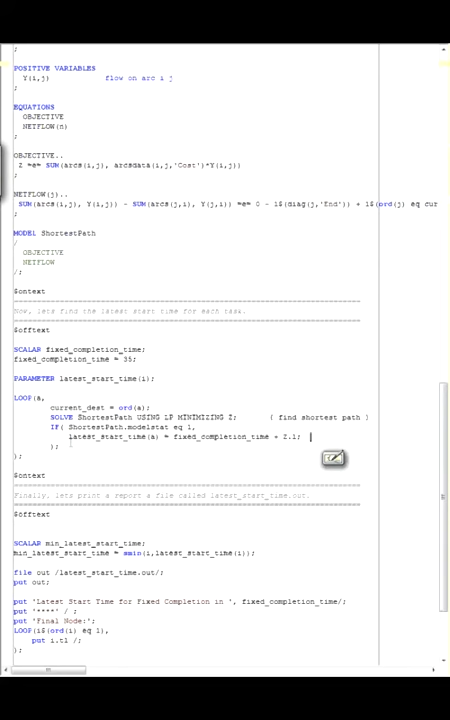 ;
POSITIVE VARIABLES
Y(i,j) flow on arc i j
;
EQUATIONS
OBJECTIVE
NETFLOW(n)
;
OBJECTIVE..
Z =e= SUM(arcs(i,j), arcsdata(i,j,'Cost')*Y(i,j))
;
NETFLOW(j)..
SUM(arcs(i,j), Y(i,j)) - SUM(arcs(j,i), Y(j,i)) =e= 0 - 1$(diag(j,'End')) + 1$(ord(j) eq cur
;
MODEL ShortestPath
/
OBJECTIVE
NETFLOW
/;
$ontext
Now, lets find the latest start time for each task.
$offtext
SCALAR fixed_completion_time;
fixed_completion_time = 35;
PARAMETER latest_start_time(i);
LOOP(a,
current_dest = ord(a);
SOLVE ShortestPath USING LP MINIMIZING Z; ( find shortest path )
IF( ShortestPath.modelstat eq 1,
latest_start_time(a) = fixed_completion_time + Z.l;
);
);
$ontext
Finally, lets print a report a file called latest_start_time.out.
$offtext
SCALAR min_latest_start_time;
min_latest_start_time = smin(i,latest_start_time(i));
file out /latest_start_time.out/;
put out;
put 'Latest Start Time for Fixed Completion in ', fixed_completion_time/;
put '****' / ;
put 'Final Node:';
LOOP(i$(ord(i) eq 1),
put i.tl /;
);